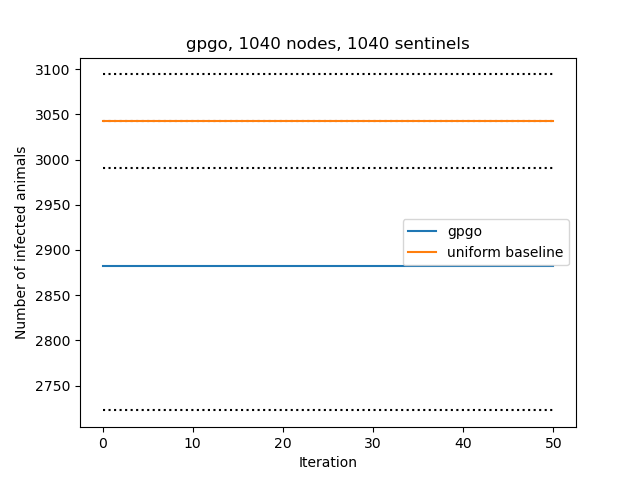 gpgo, 1040 nodes, 1040 sentinels
3100
3050
3000
2950
2900
2850
2800
2750
Number of infected animals
gpgo
uniform baseline
0 10 20 30 40 50
Iteration